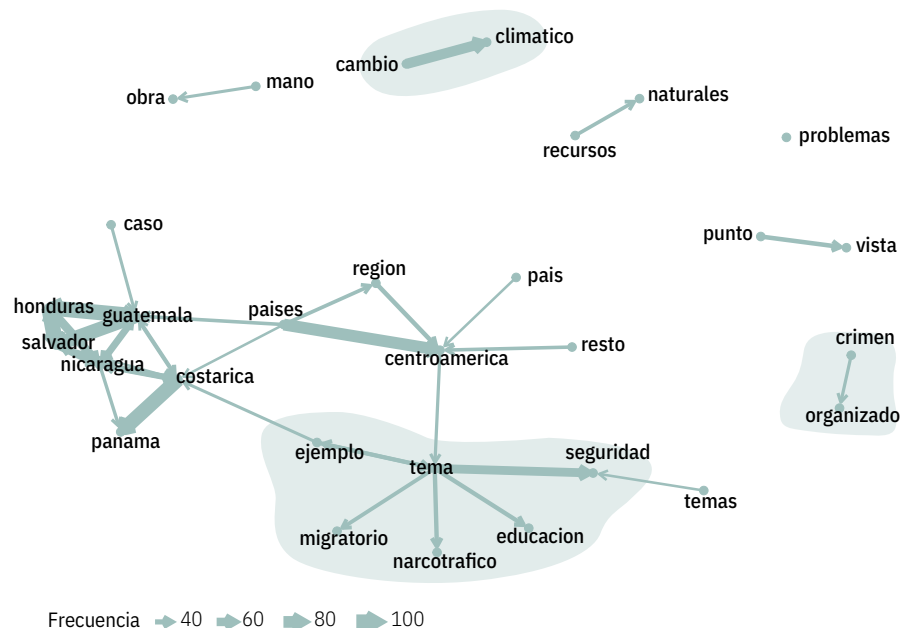 climatico
cambio
mano
obra
naturales
recursos
problemas
caso
punto
vista
region
pais
honduras
guatemala
paises
salvador
nicaragua
centroamerica
resto
crimen
costarica
organizado
panama
ejemplo
tema
seguridad
temas
migratorio
educacion
narcotrafico
Frecuencia 40 60 80 100